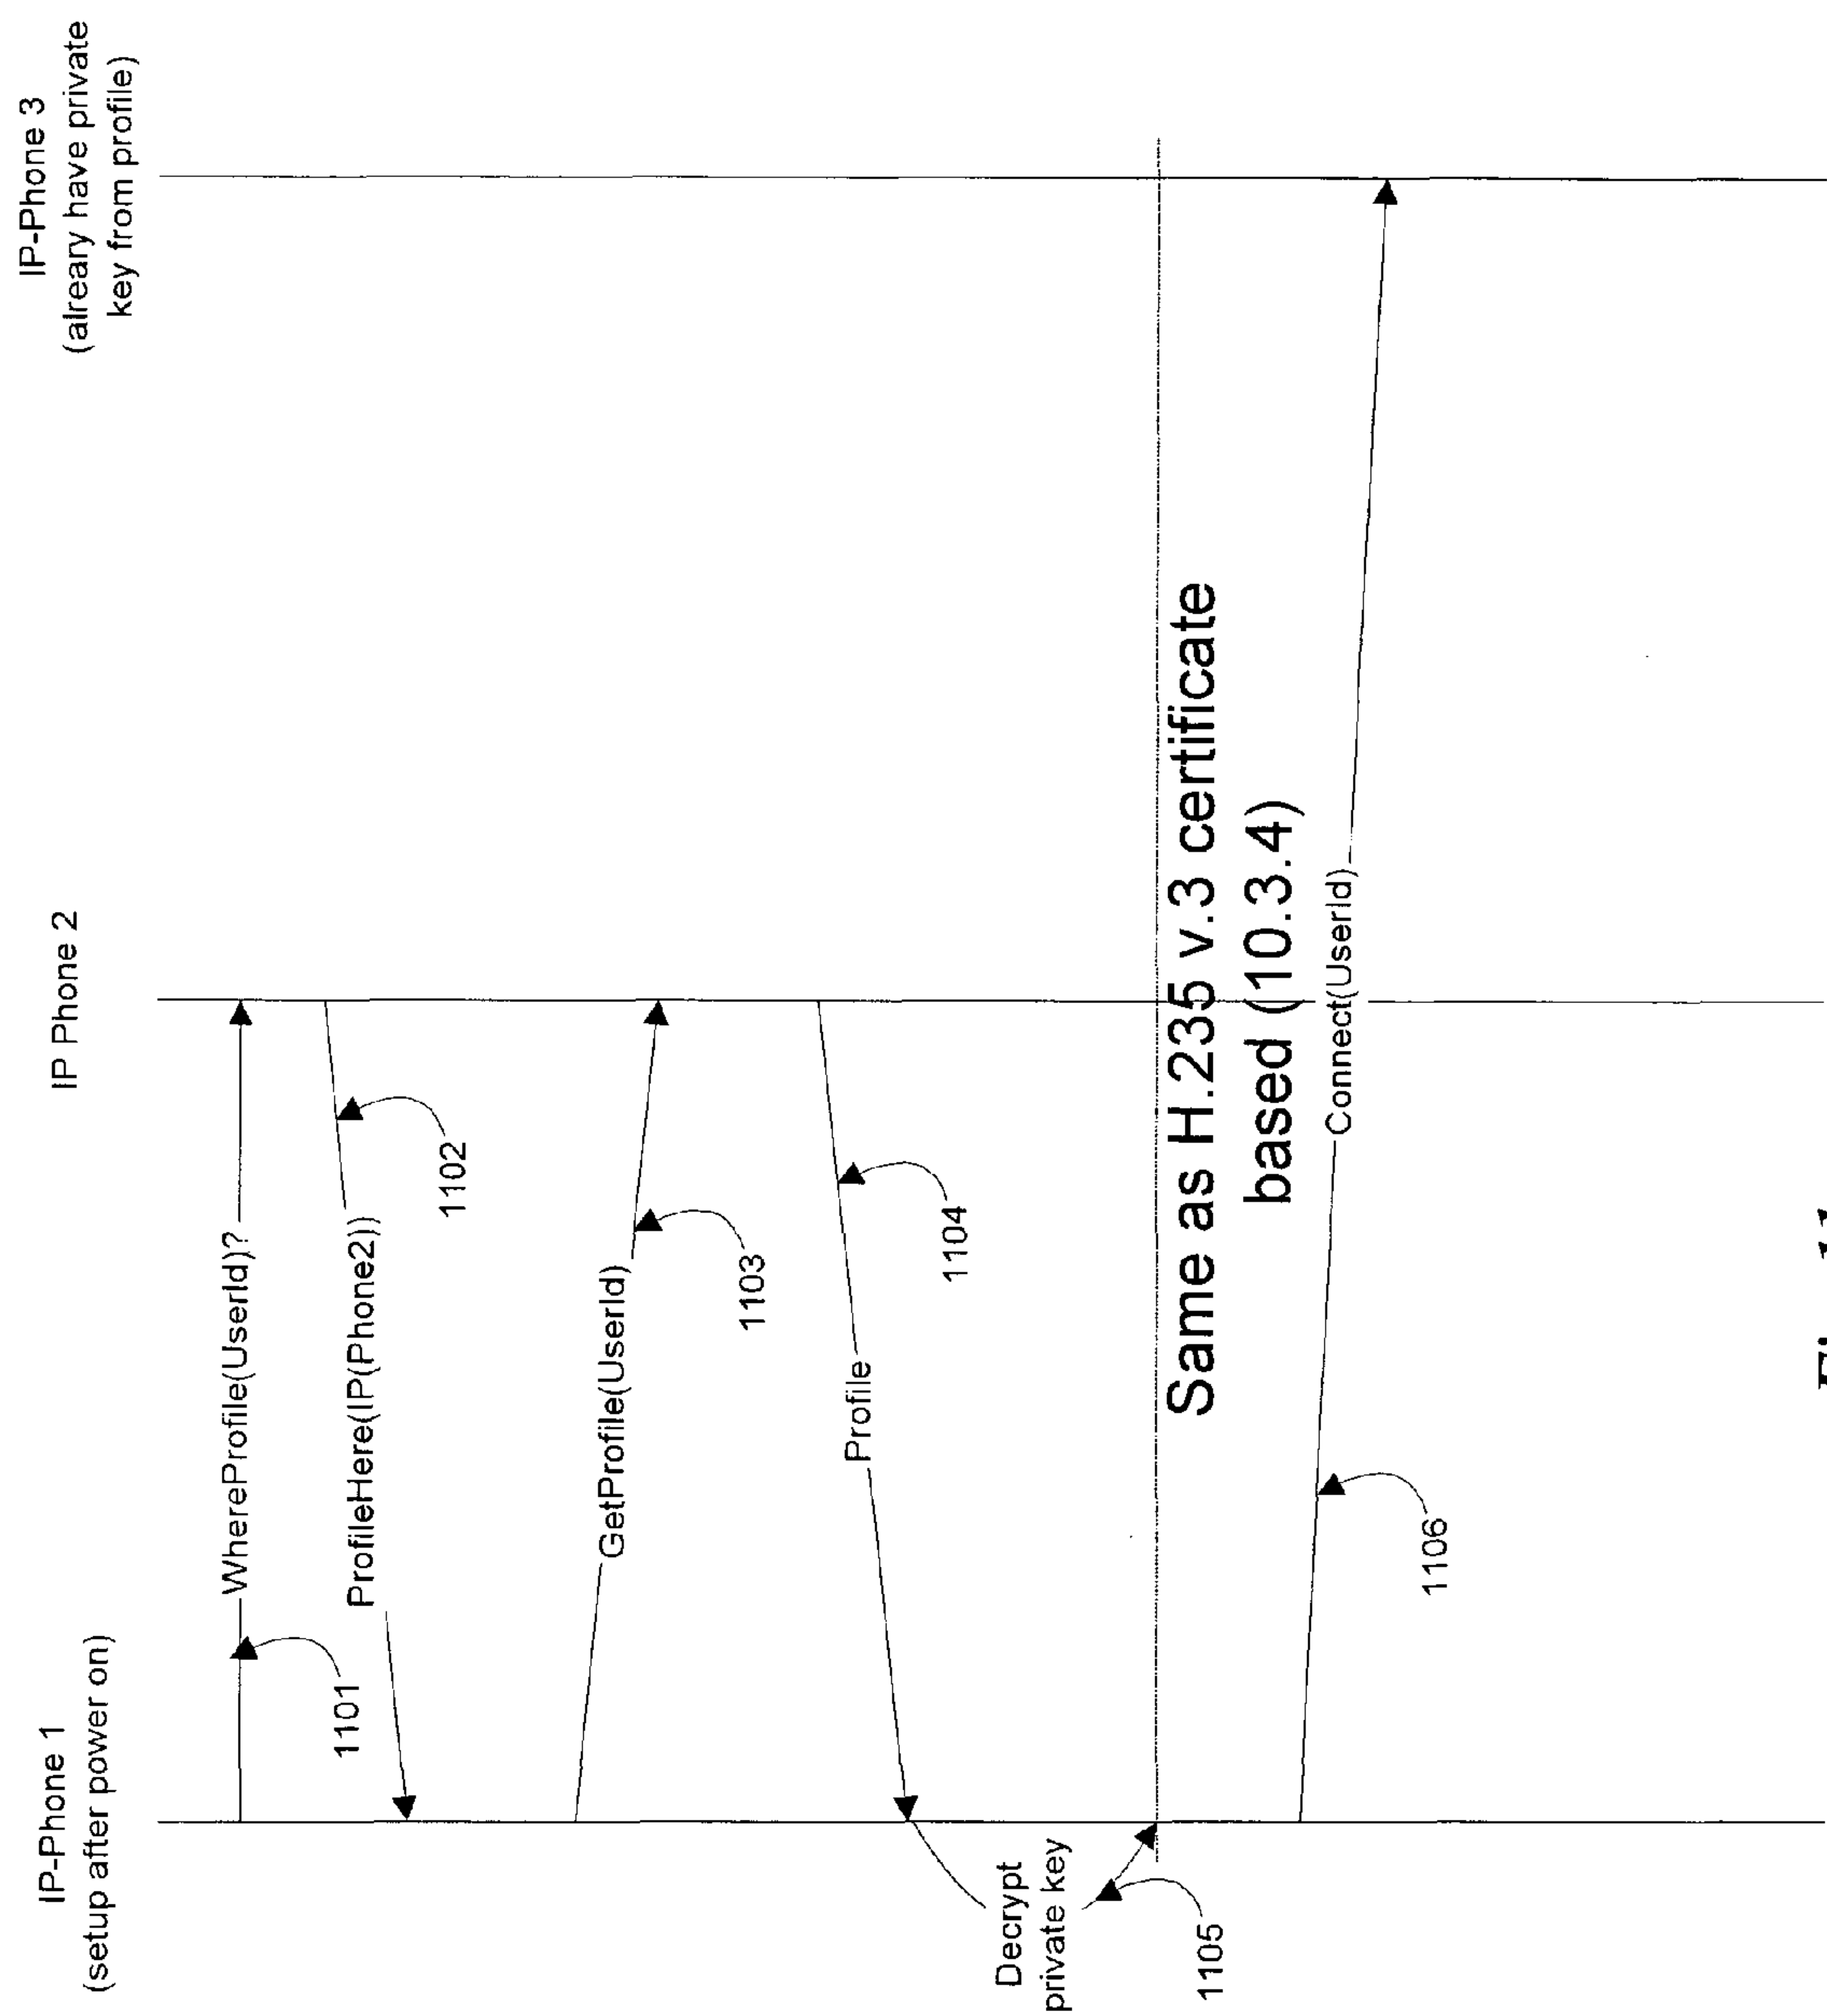 IP-Phone 1
(setup after power on)
IP Phone 2
IP-Phone 3
(alreary have private
key from profile)
WhereProfile(UserId)?
1101
ProfileHere(IP(Phone2))
1102
GetProfile(UserId)
1103
Profile
1104
Decrypt
private key
1105
Same as H.235 v.3 certificate
based (10.3.4)
Connect(UserId)
1106